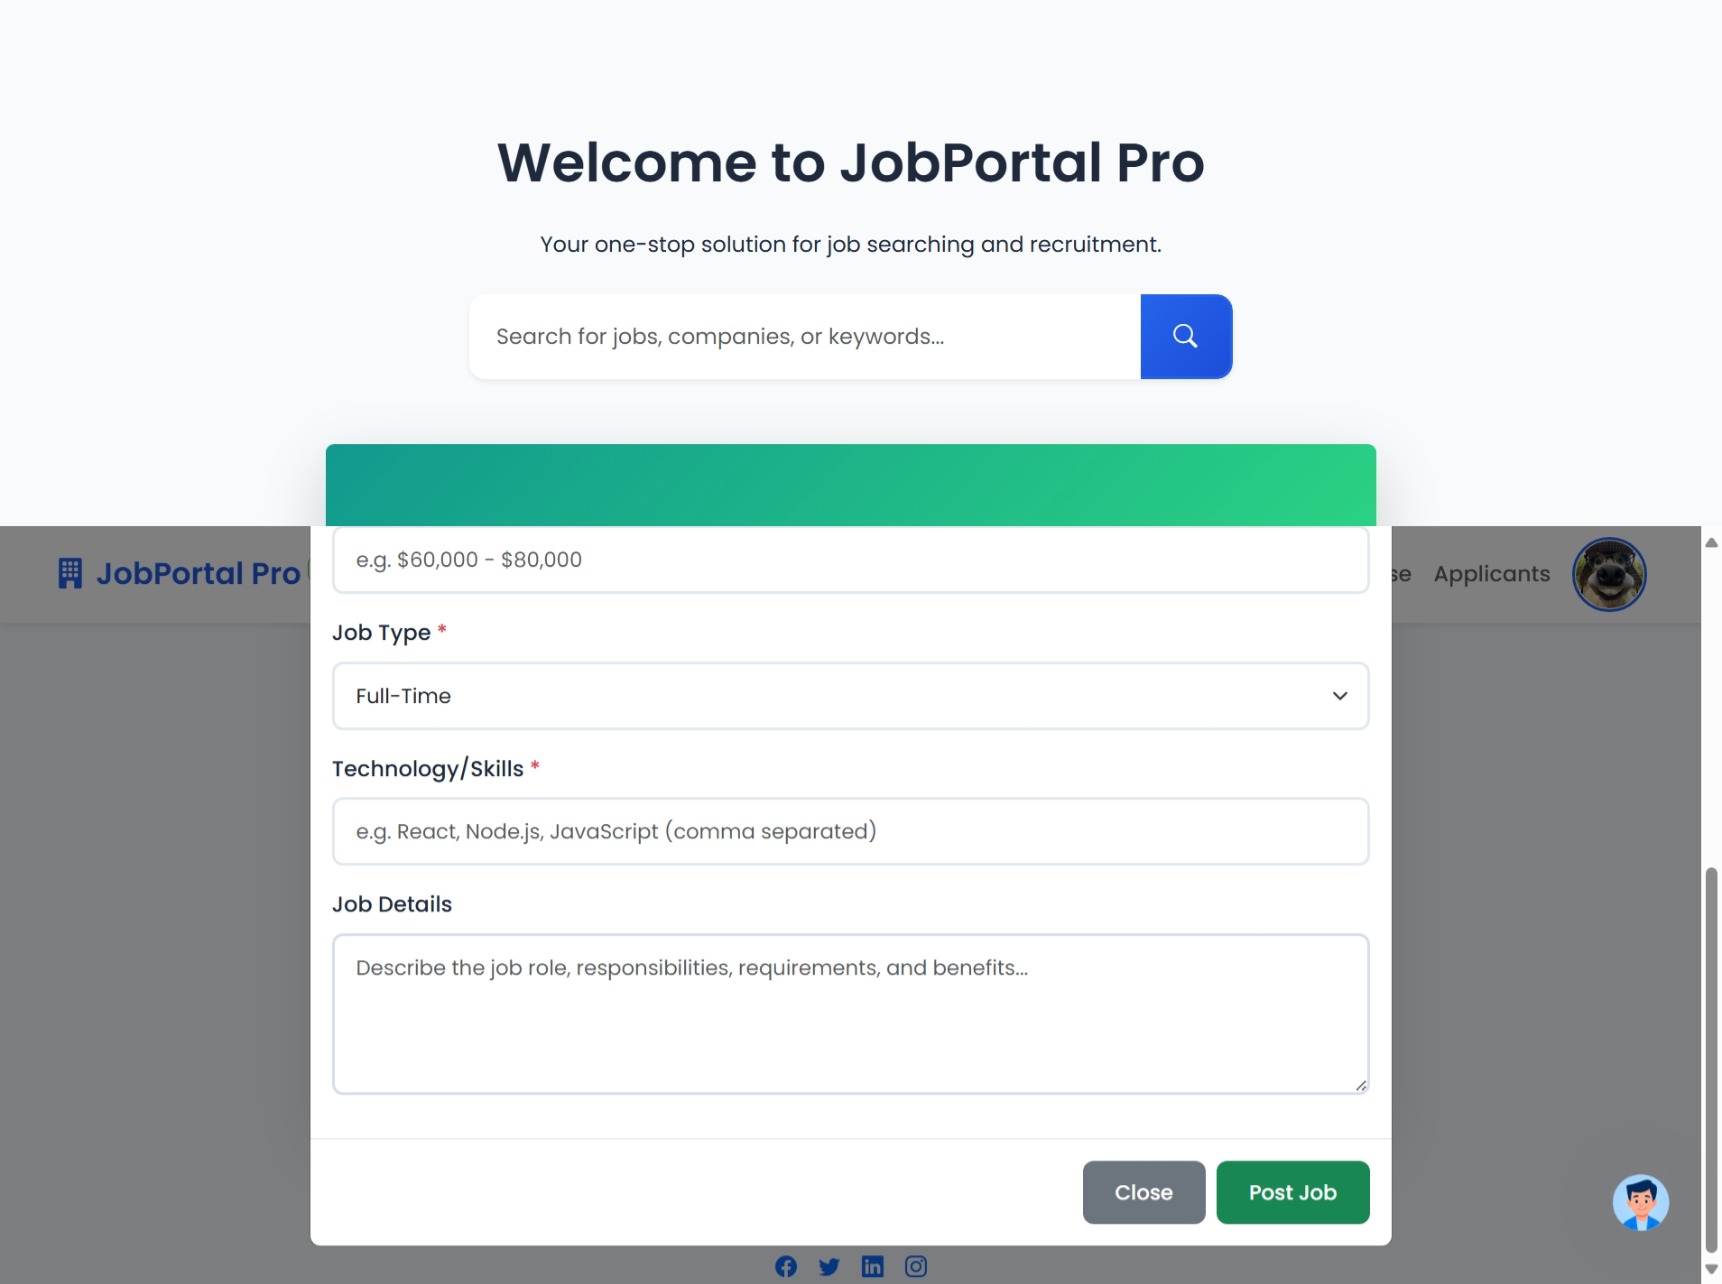 Welcome to JobPortal Pro
Your one-stop solution for job searching and recruitment.
Search for jobs, companies, or keywords...
JobPortal Pro
se Applicants
e.g. $60,000 - $80,000
Job Type *
Full-Time
Technology/Skills *
e.g. React, Node.js, JavaScript (comma separated)
Job Details
Describe the job role, responsibilities, requirements, and benefits...
Close Post Job